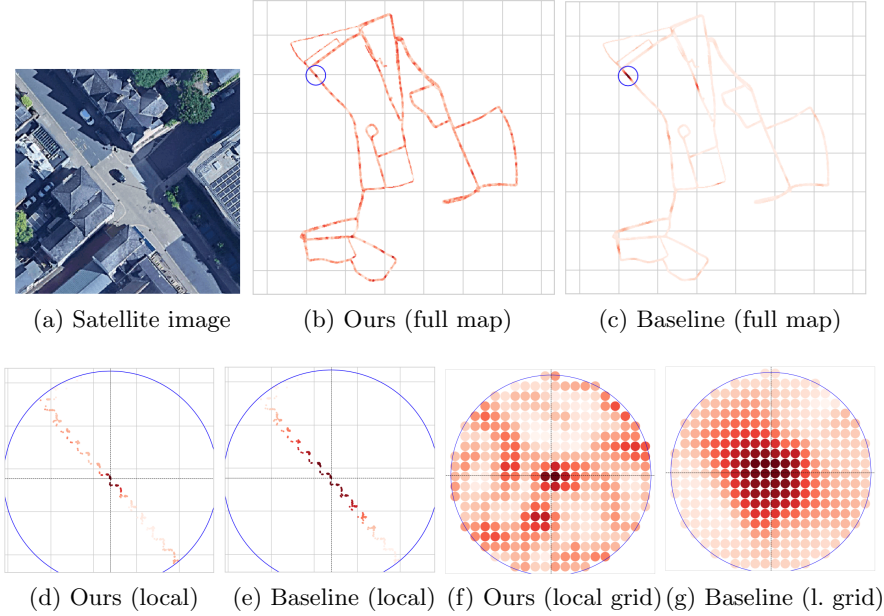 (a) Satellite image
(b) Ours (full map)
(c) Baseline (full map)
(d) Ours (local)
(e) Baseline (local)
(f) Ours (local grid)
(g) Baseline (l. grid)